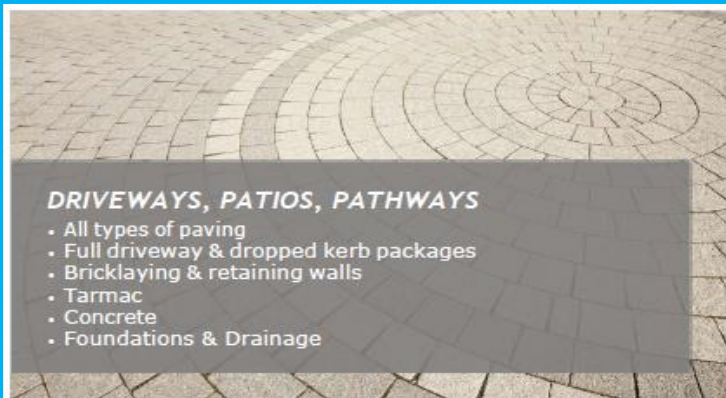 DRIVEWAYS, PATIOS, PATHWAYS
• All types of paving
• Full driveway & dropped kerb packages
• Bricklaying & retaining walls
• Tarmac
• Concrete
• Foundations & Drainage